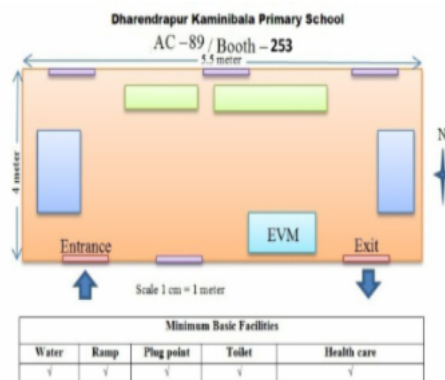 Dharendrapur Kaminibala Primary School
AC -89 / Booth - 253
5.5 meter
4 meter
N
EVM
Entrance
Exit
Scale 1 cm = 1 meter
Minimum Basic Facilities
Water Ramp Plug point Toilet Health care
√ √ √ √ √